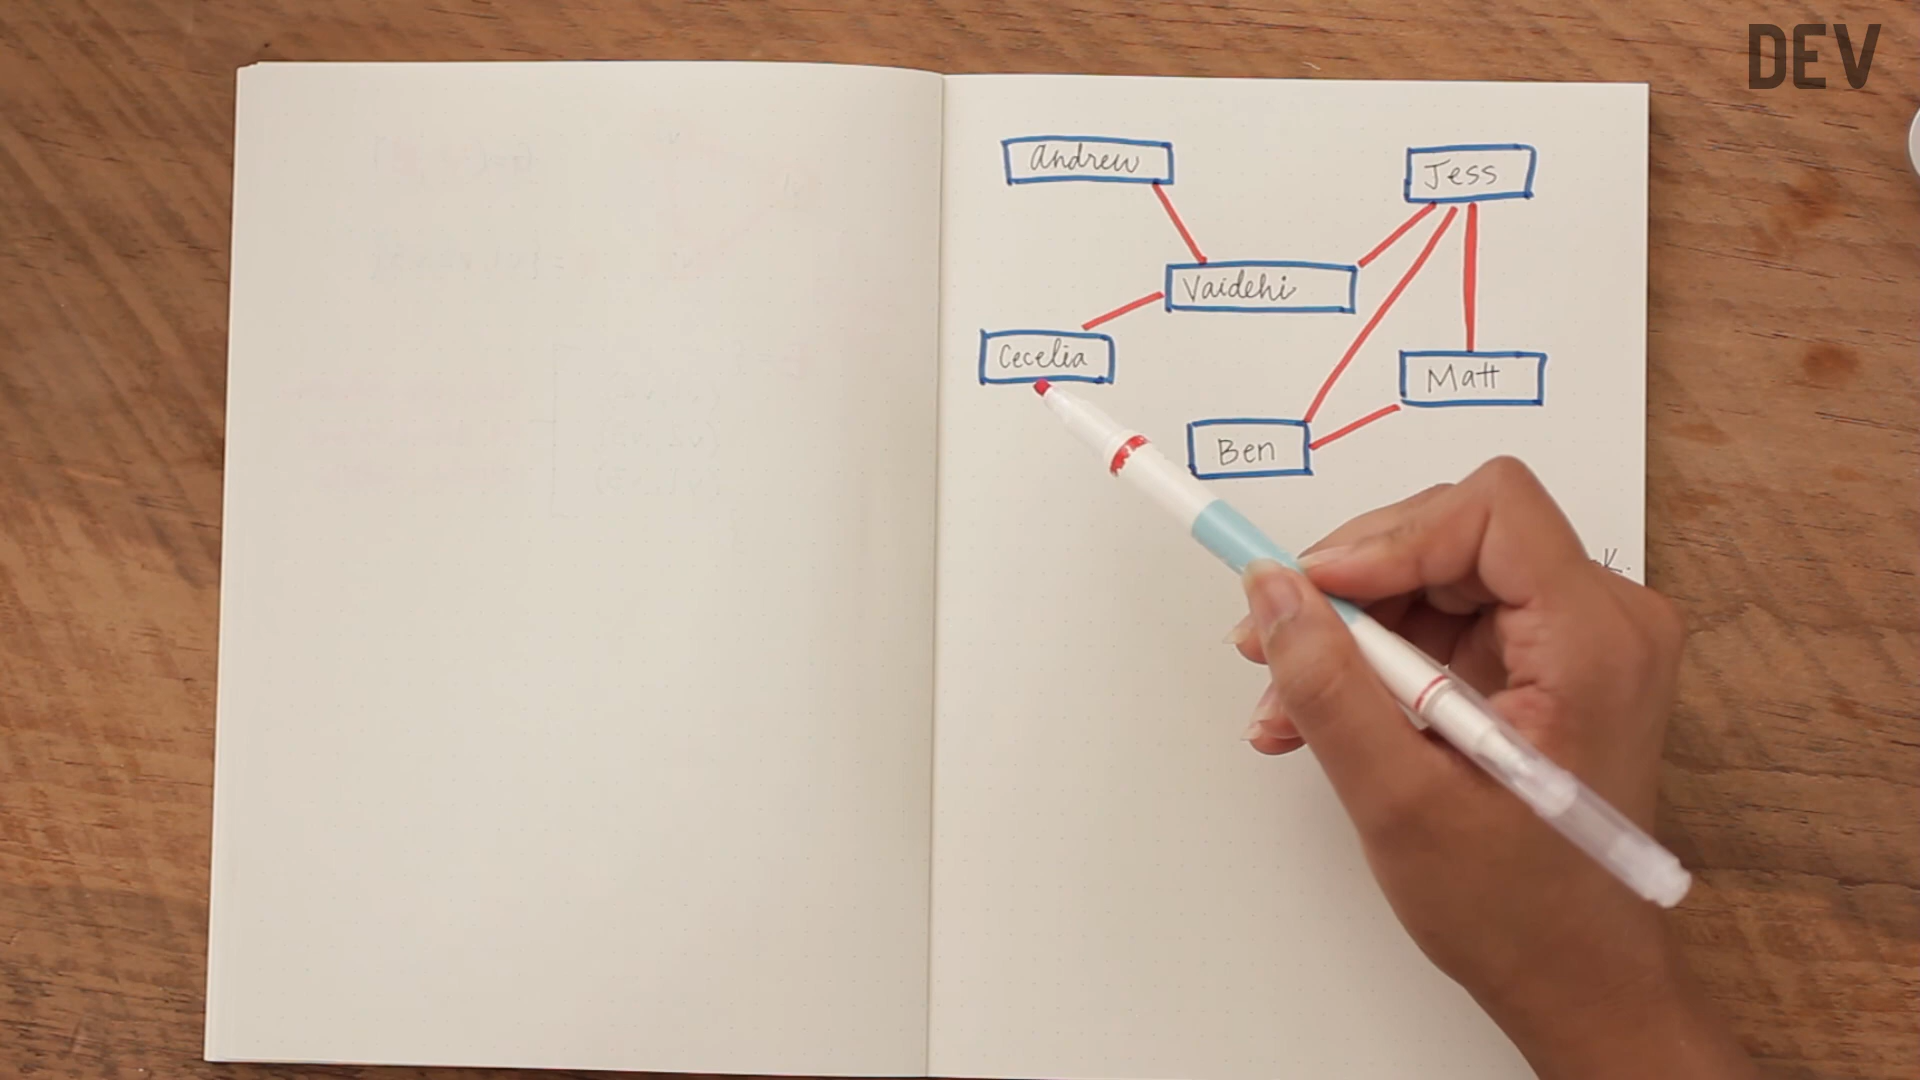 DEV
Andrew
Jess
Vaidehi
Cecelia
Matt
Ben